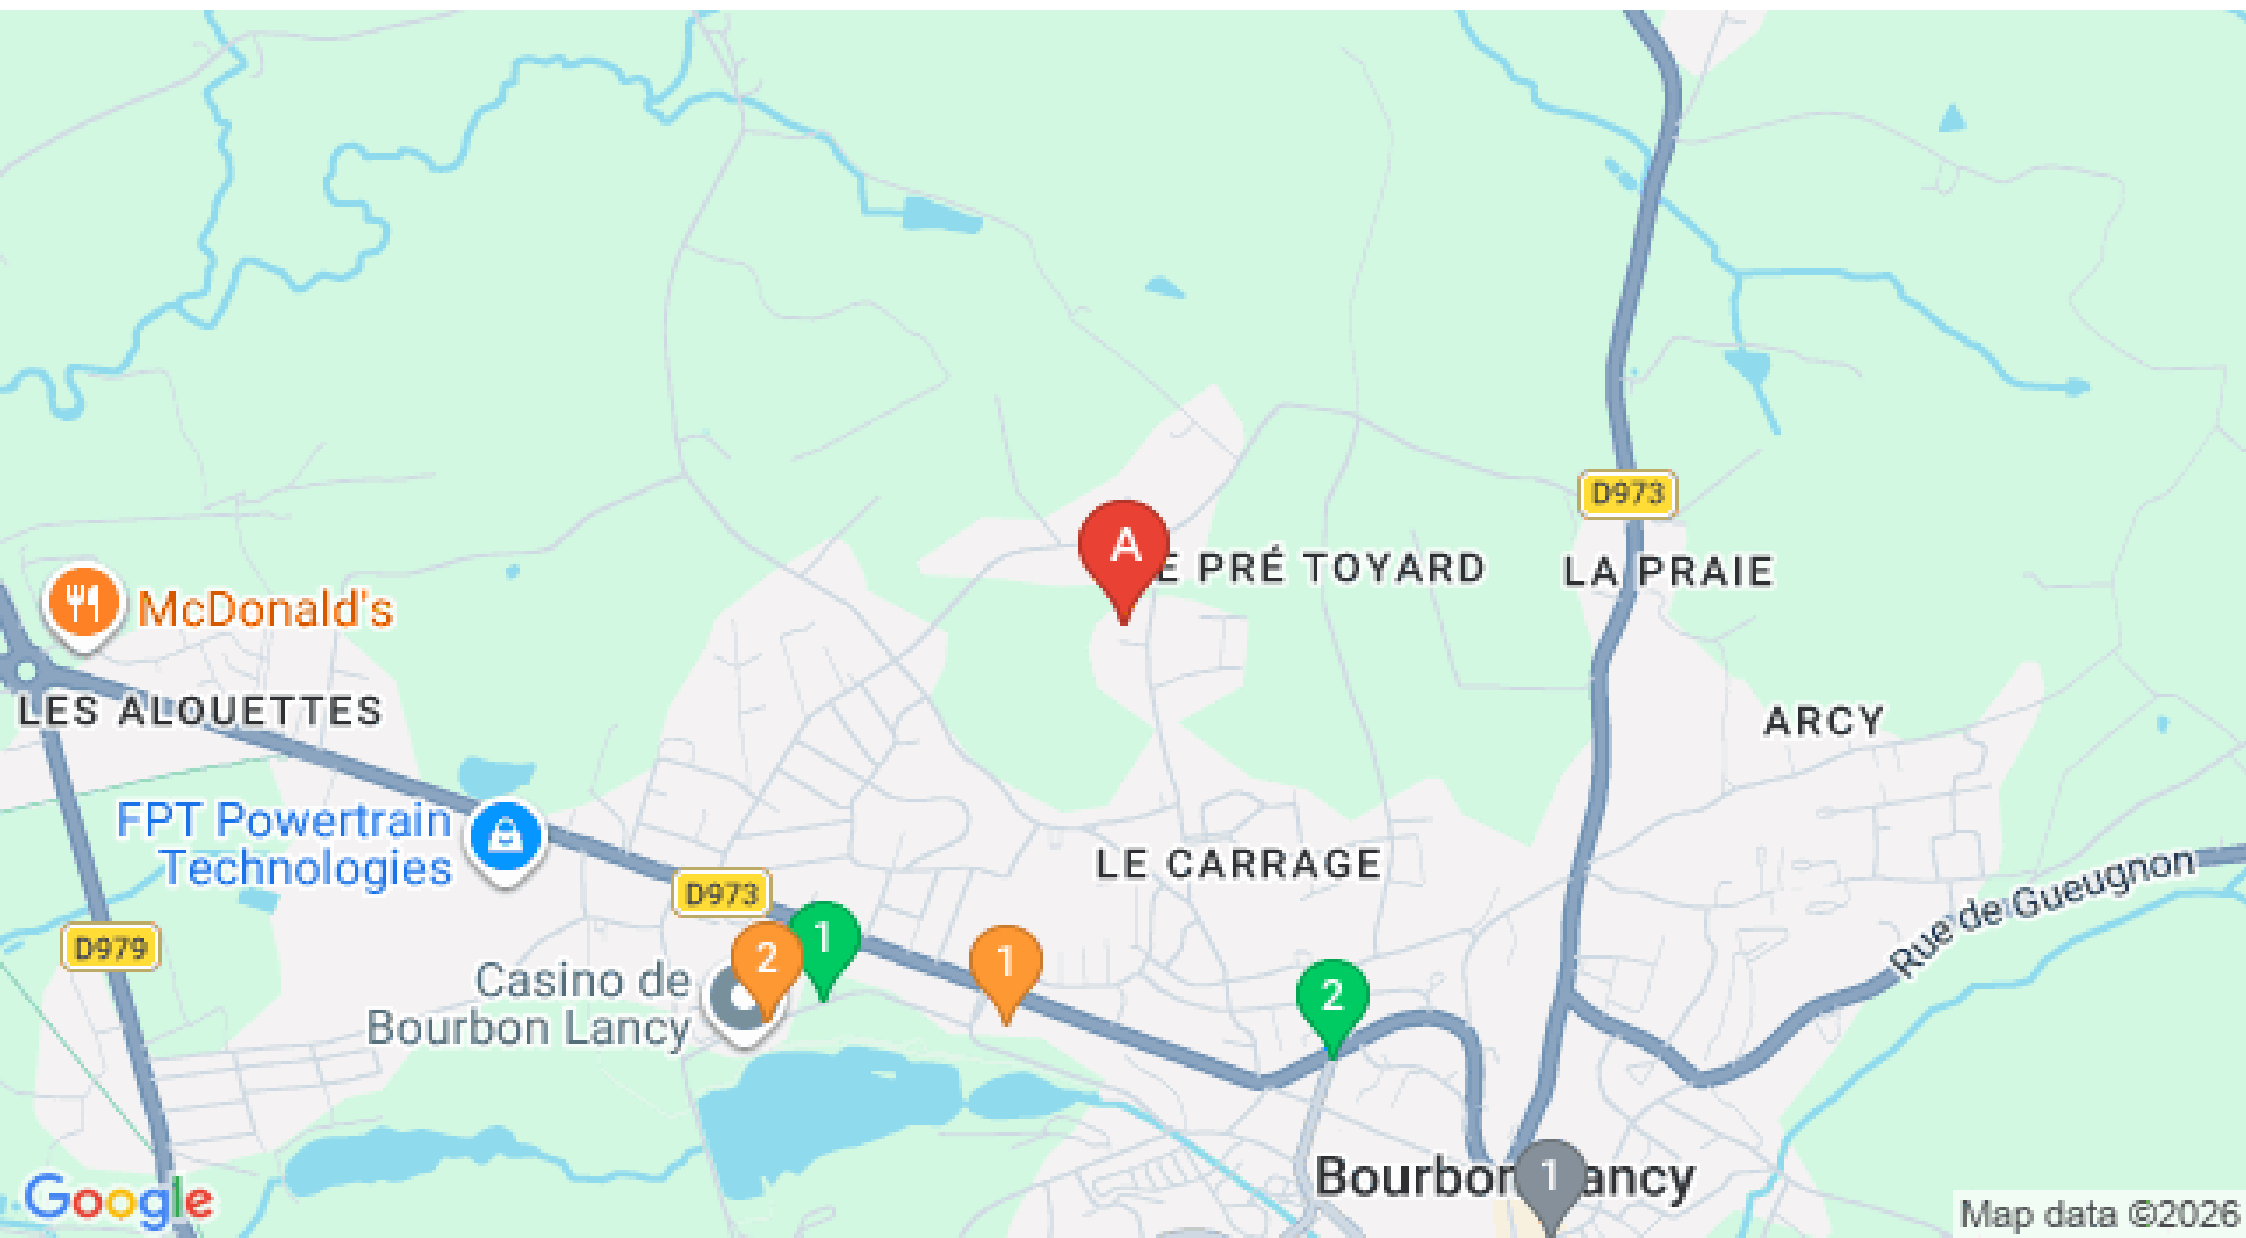 D973
A
E PRÉ TOYARD
LA PRAIE
McDonald's
LES ALOUETTES
ARCY
FPT Powertrain
Technologies
LE CARRAGE
D973
Rue de Gueugnon
D979
2
1
1
2
Casino de
Bourbon Lancy
Bourbon
ancy
1
Google
Map data ©2026